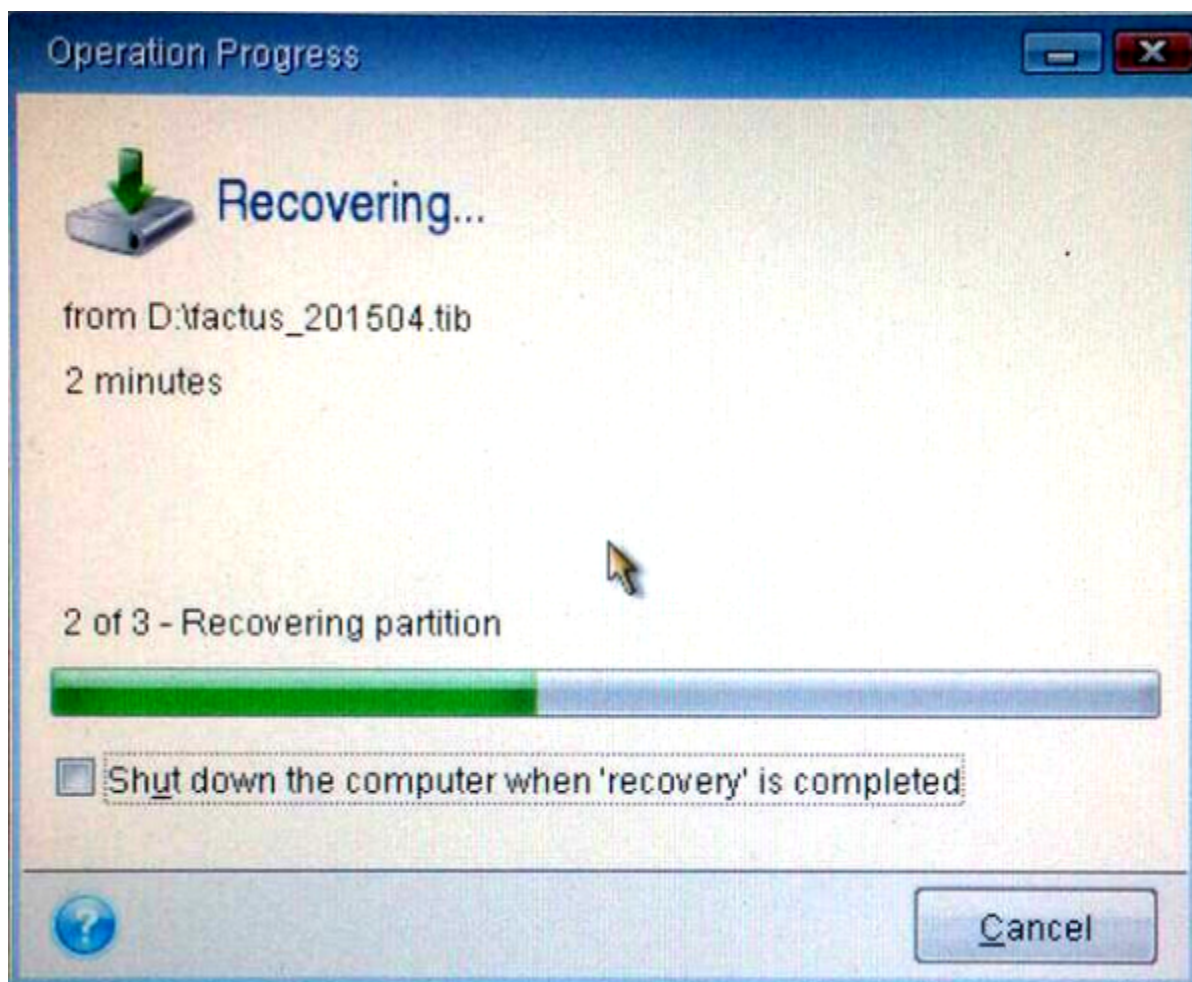 Operation Progress
Recovering...
from D:\factus_201504.tib
2 minutes
2 of 3 - Recovering partition
Shut down the computer when 'recovery' is completed
Cancel